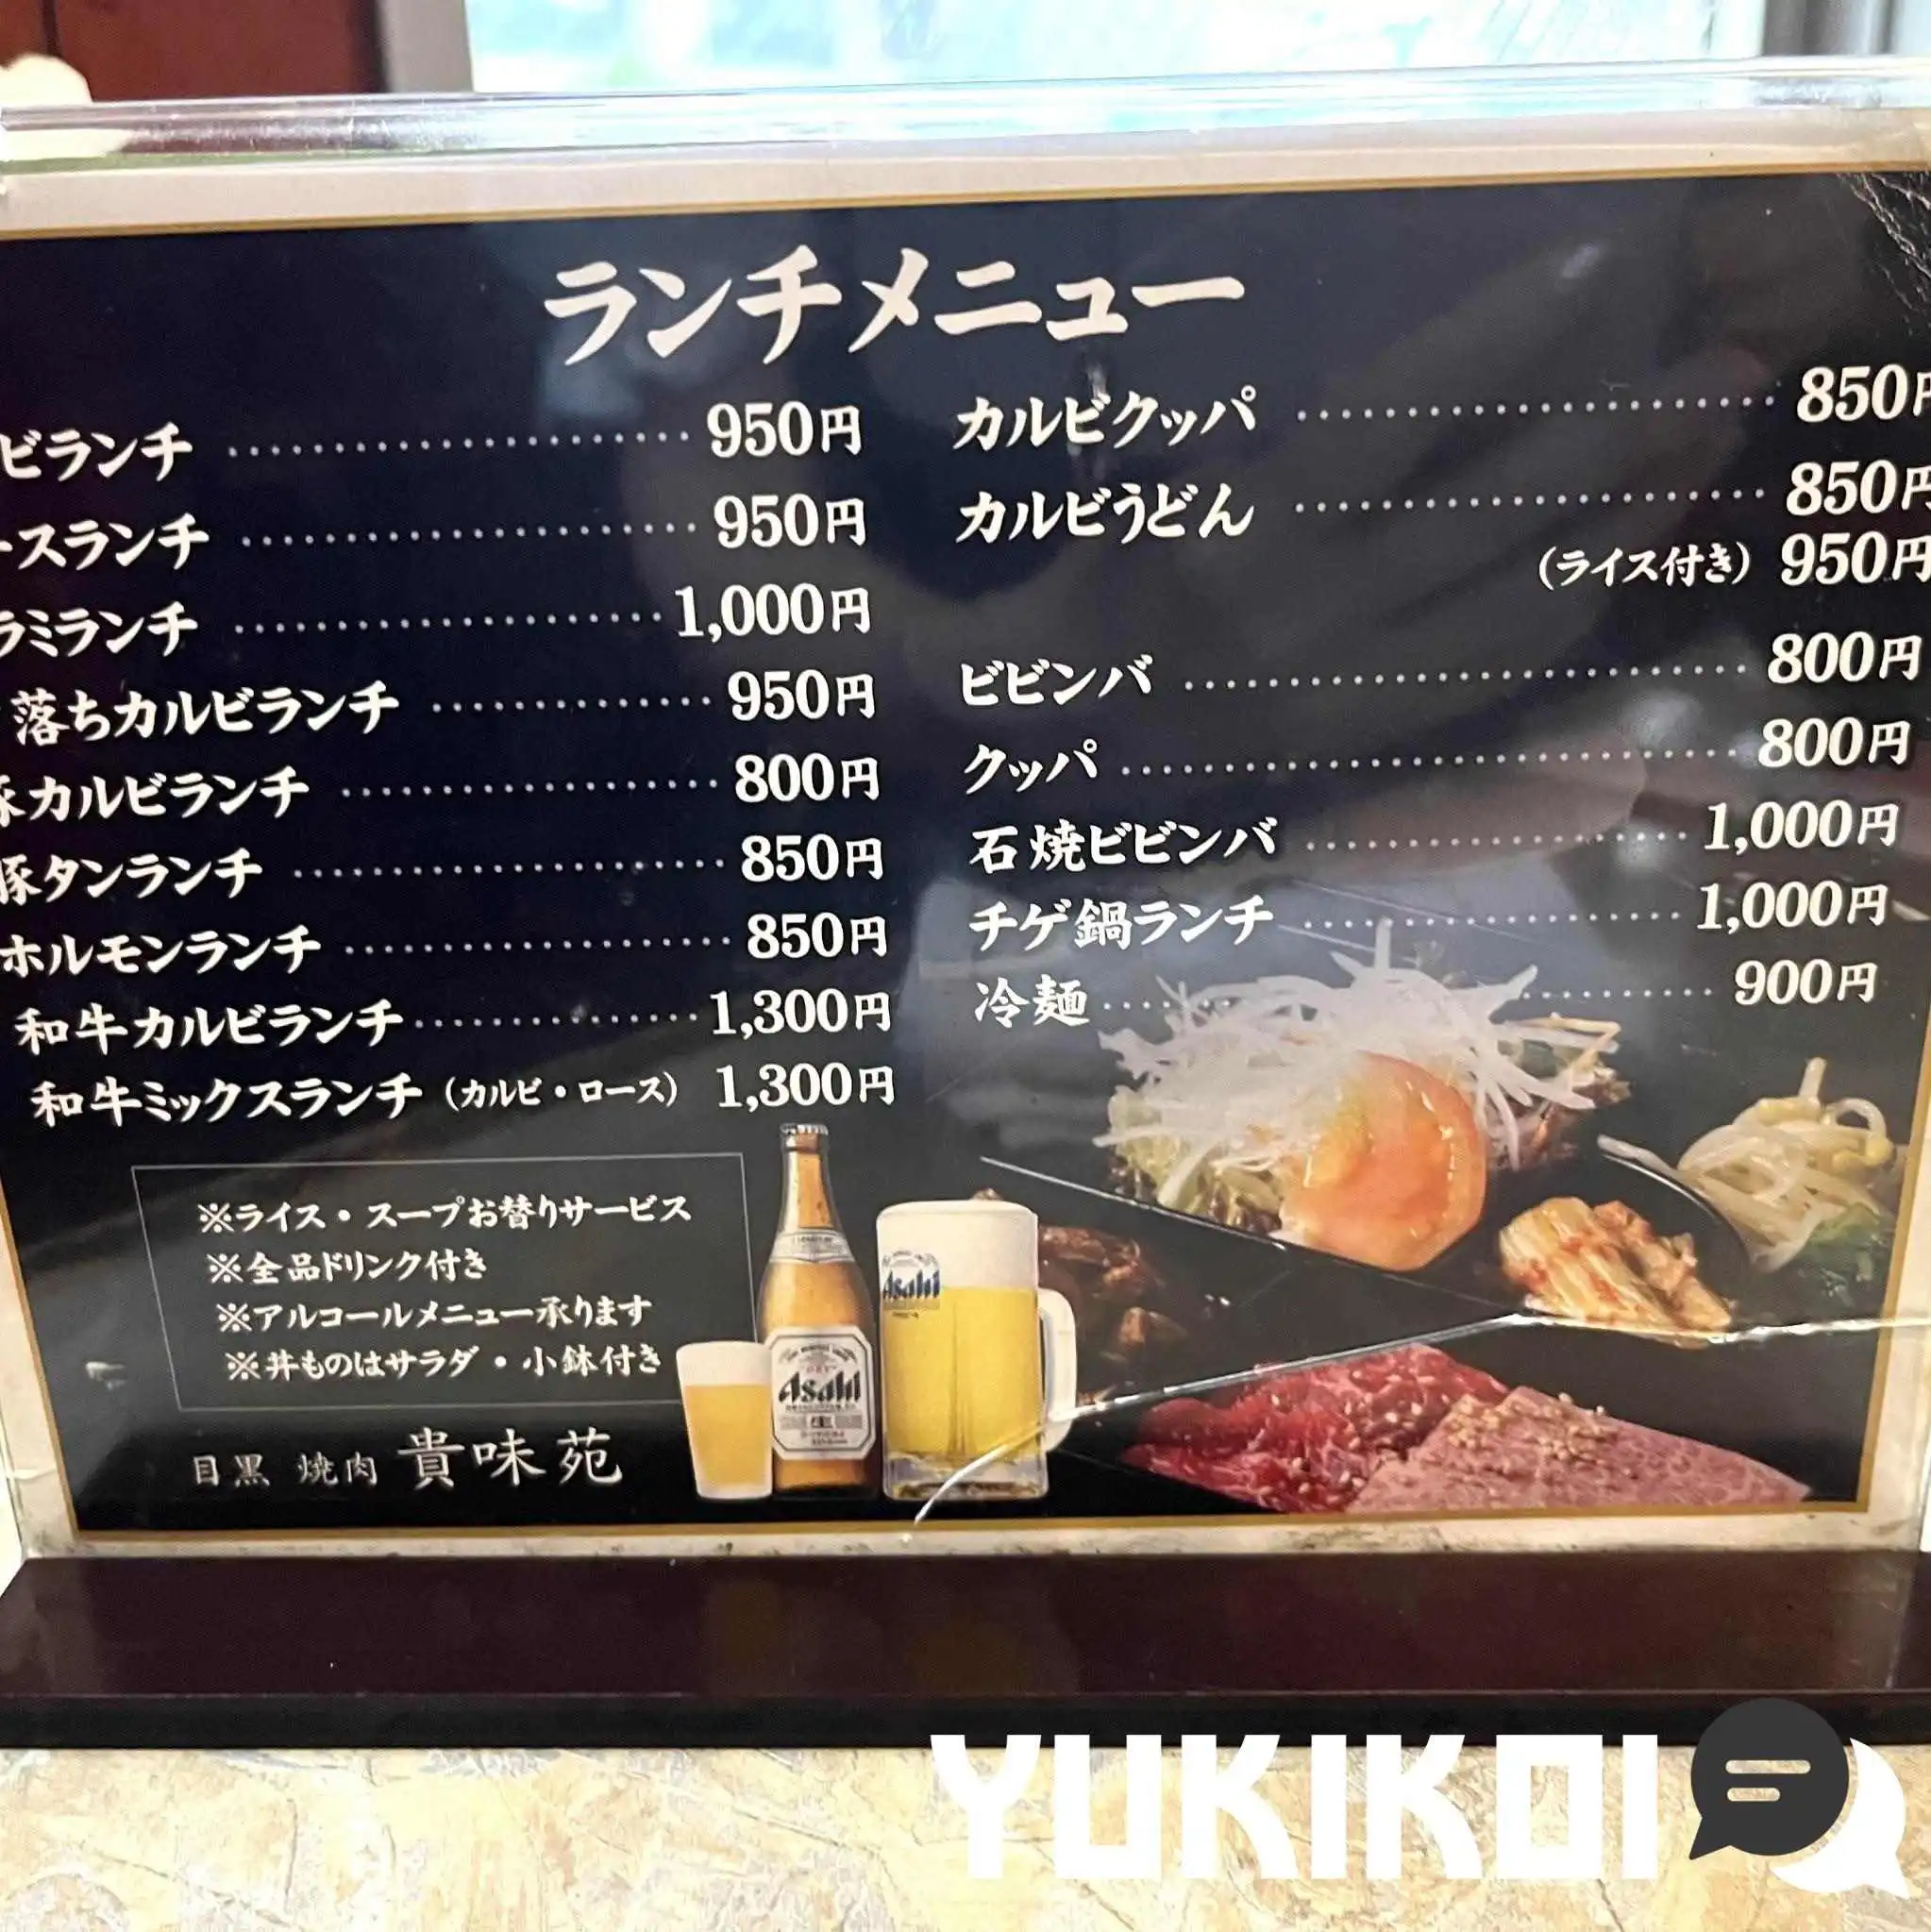 ランチメニュー
ビランチ 950円
ースランチ 950円
ラミランチ 1,000円
落ちカルビランチ 950円
豚カルビランチ 800円
豚タンランチ 850円
ホルモンランチ 850円
和牛カルビランチ 1,300円
和牛ミックスランチ (カルビ・ロース) 1,300円
カルビクッパ 850円
カルビうどん 850円
(ライス付き) 950円
ビビンバ 800円
クッパ 800円
石焼ビビンバ 1,000円
チゲ鍋ランチ 1,000円
冷麺 900円
※ライス・スープお替りサービス
※全品ドリンク付き
※アルコールメニュー承ります
※丼ものはサラダ・小鉢付き
目黒 焼肉 貴味苑
Asahi
Asahi
YUKIKOI